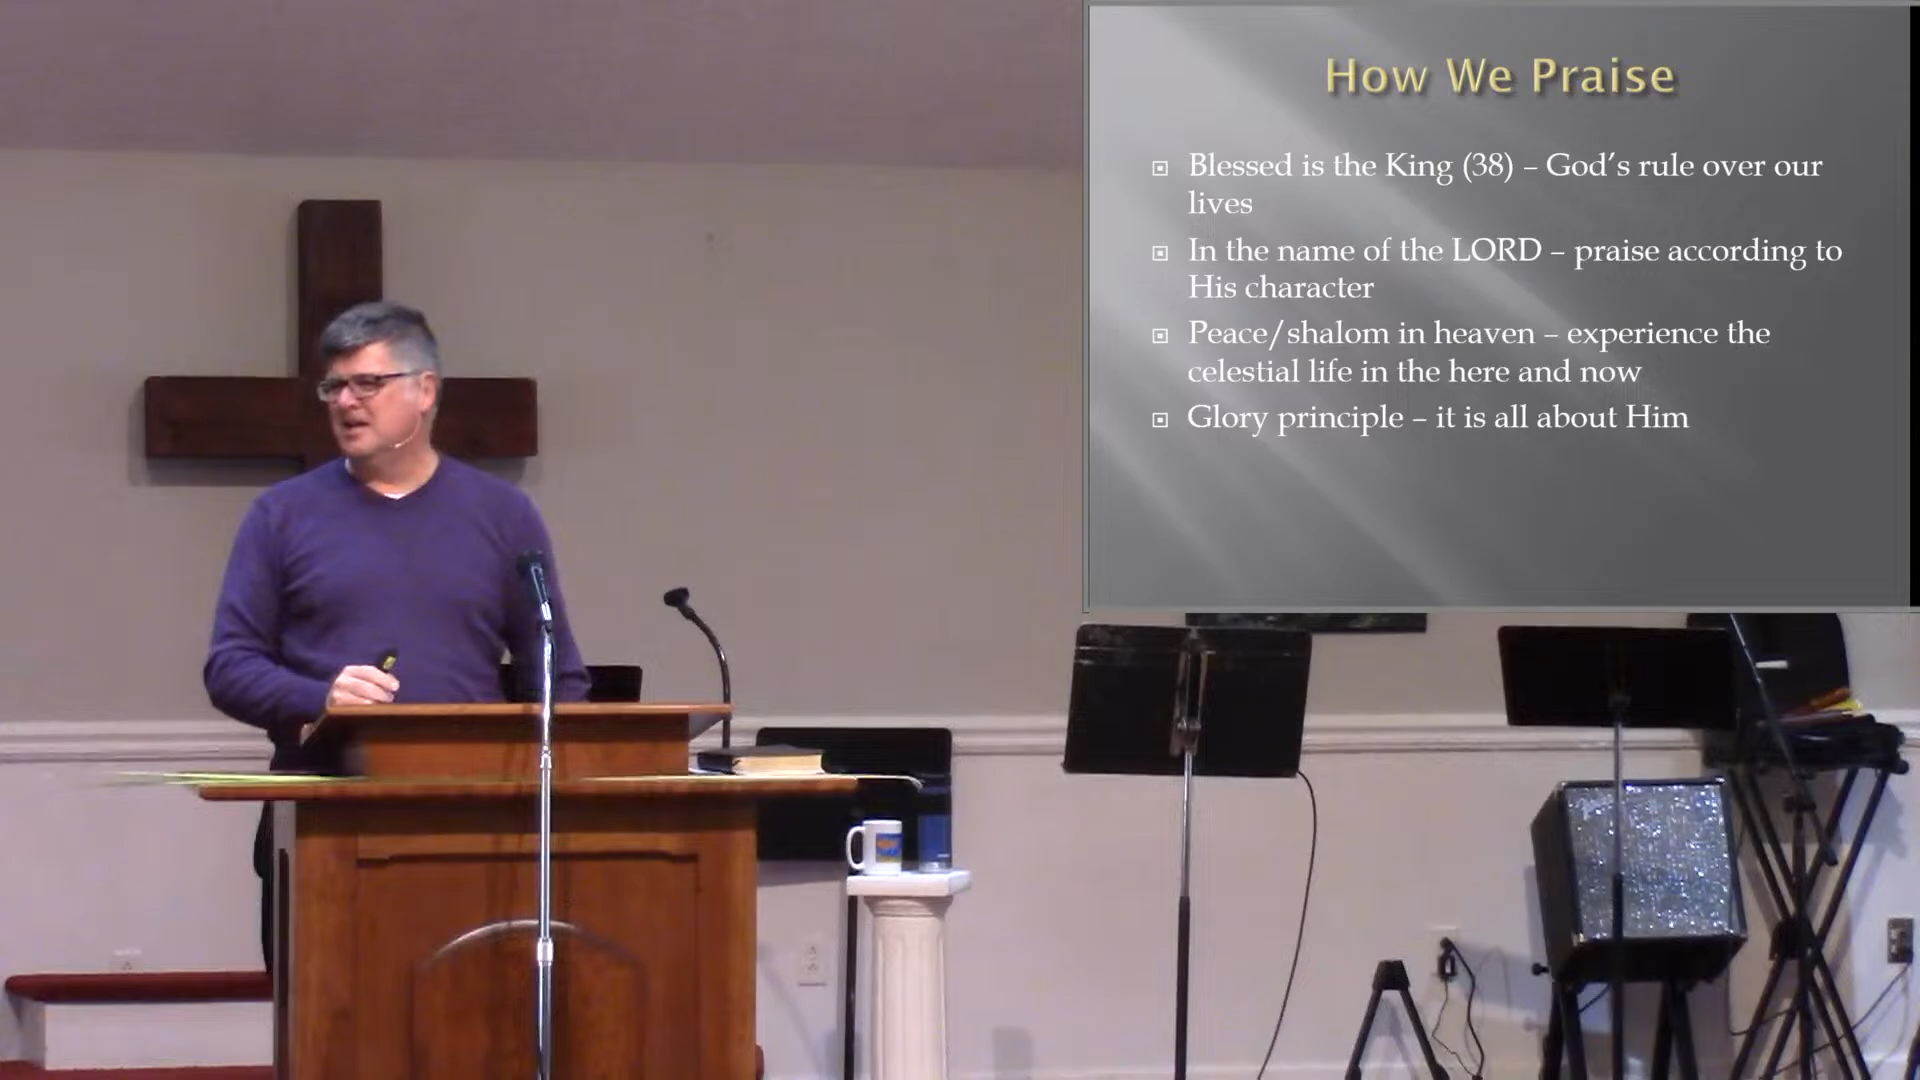 How We Praise
Blessed is the King (38) – God's rule over our
lives
In the name of the LORD – praise according to
His character
Peace/shalom in heaven – experience the
celestial life in the here and now
Glory principle – it is all about Him